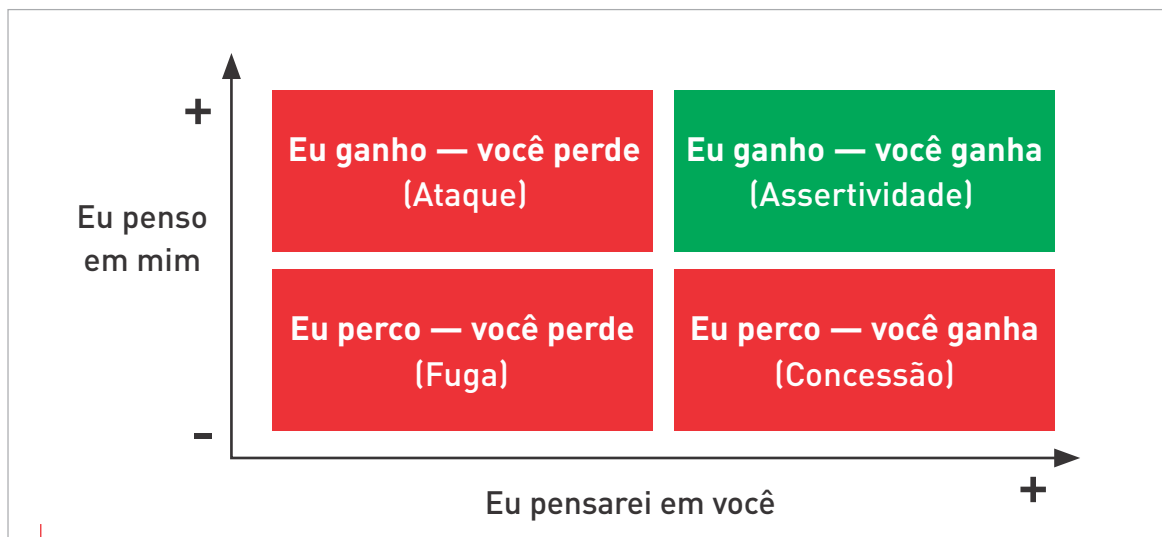 +
Eu ganho — você perde
(Ataque)
Eu ganho — você ganha
(Assertividade)
Eu penso
em mim
Eu perco — você perde
(Fuga)
Eu perco — você ganha
(Concessão)
-
Eu pensarei em você
+